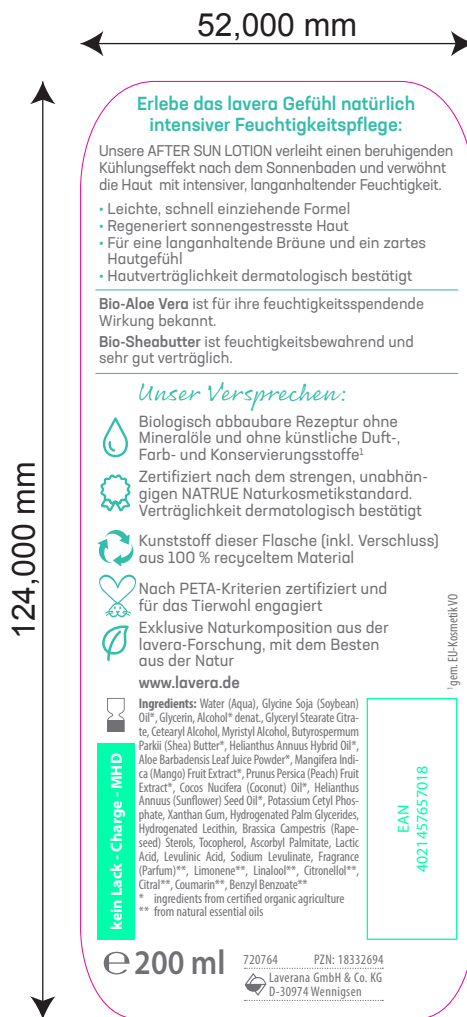 52,000 mm
124,000 mm
Erlebe das lavera Gefühl natürlich
intensiver Feuchtigkeitspflege:
Unsere AFTER SUN LOTION verleiht einen beruhigenden
Kühlungseffekt nach dem Sonnenbaden und verwöhnt
die Haut mit intensiver, langanhaltender Feuchtigkeit.
• Leichte, schnell einziehende Formel
• Regeneriert sonnengestresste Haut
• Für eine langanhaltende Bräune und ein zartes
Hautgefühl
• Hautverträglichkeit dermatologisch bestätigt
Bio-Aloe Vera ist für ihre feuchtigkeitsspendende
Wirkung bekannt.
Bio-Sheabutter ist feuchtigkeitsbewahrend und
sehr gut verträglich.
Unser Versprechen:
Biologisch abbaubare Rezeptur ohne
Mineralöle und ohne künstliche Duft-,
Farb- und Konservierungsstoffe¹
Zertifiziert nach dem strengen, unabhän-
gigen NATRUE Naturkosmetikstandard.
Verträglichkeit dermatologisch bestätigt
Kunststoff dieser Flasche (inkl. Verschluss)
aus 100 % recyceltem Material
Nach PETA-Kriterien zertifiziert und
für das Tierwohl engagiert
Exklusive Naturkomposition aus der
lavera-Forschung, mit dem Besten
aus der Natur
www.lavera.de
¹ gem. EU-Kosmetik VO
Ingredients: Water (Aqua), Glycine Soja (Soybean)
Oil*, Glycerin, Alcohol* denat., Glyceryl Stearate Citra-
te, Cetearyl Alcohol, Myristyl Alcohol, Butyrospermum
Parkii (Shea) Butter*, Helianthus Annuus Hybrid Oil*,
Aloe Barbadensis Leaf Juice Powder*, Mangifera Indi-
ca (Mango) Fruit Extract*, Prunus Persica (Peach) Fruit
Extract*, Cocos Nucifera (Coconut) Oil*, Helianthus
Annuus (Sunflower) Seed Oil*, Potassium Cetyl Phos-
phate, Xanthan Gum, Hydrogenated Palm Glycerides,
Hydrogenated Lecithin, Brassica Campestris (Rape-
seed) Sterols, Tocopherol, Ascorbyl Palmitate, Lactic
Acid, Levulinic Acid, Sodium Levulinate, Fragrance
(Parfum)**, Limonene**, Linalool**, Citronellol**,
Citral**, Coumarin**, Benzyl Benzoate**
* ingredients from certified organic agriculture
** from natural essential oils
kein Lack - Charge - MHD
EAN
4021457657018
℮ 200 ml
720764 PZN: 18332694
Laverana GmbH & Co. KG
D-30974 Wennigsen